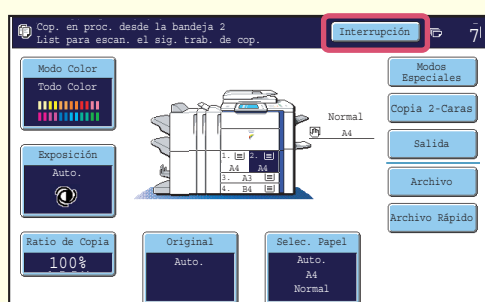 Cop. en proc. desde la bandeja 2
List para escan. el sig. trab. de cop.
Interrupción
7
Modo Color
Todo Color
Exposición
Auto.
Ratio de Copia
100%
Original
Auto.
Selec. Papel
Auto.
A4
Normal
Normal
A4
1.
2.
A4
A4
3. A3
4. B4
Modos
Especiales
Copia 2-Caras
Salida
Archivo
Archivo Rápido